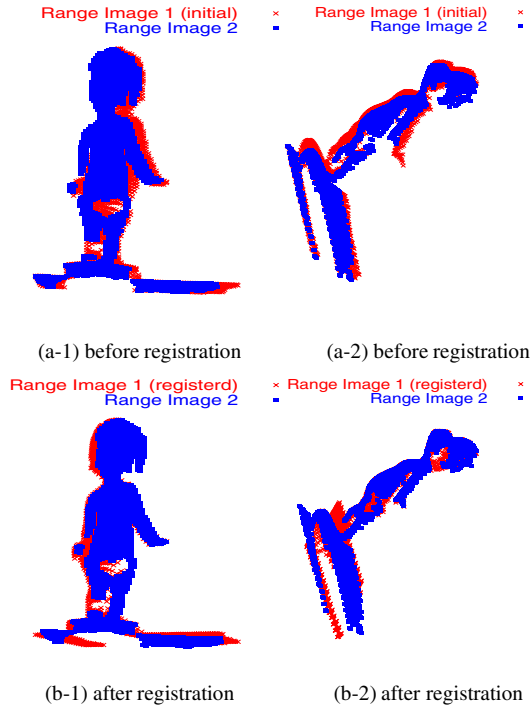 Range Image 1 (initial)
Range Image 2
Range Image 1 (initial)
Range Image 2
(a-1) before registration
(a-2) before registration
Range Image 1 (registerd)
Range Image 2
Range Image 1 (registerd)
Range Image 2
(b-1) after registration
(b-2) after registration